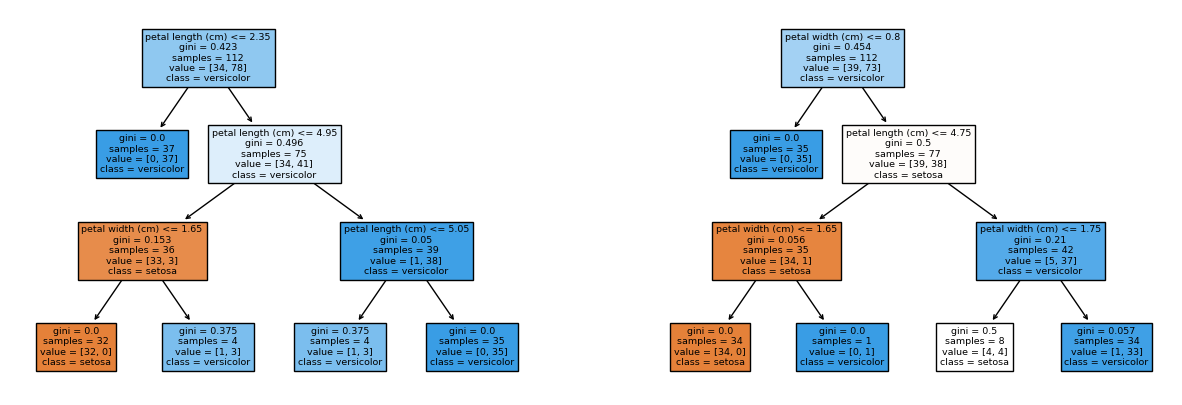 petal length (cm) <= 2.35
gini = 0.423
samples = 112
value = [34, 78]
class = versicolor
gini = 0.0
samples = 37
value = [0, 37]
class = versicolor
petal length (cm) <= 4.95
gini = 0.496
samples = 75
value = [34, 41]
class = versicolor
petal width (cm) <= 1.65
gini = 0.153
samples = 36
value = [33, 3]
class = setosa
petal length (cm) <= 5.05
gini = 0.05
samples = 39
value = [1, 38]
class = versicolor
gini = 0.0
samples = 32
value = [32, 0]
class = setosa
gini = 0.375
samples = 4
value = [1, 3]
class = versicolor
gini = 0.375
samples = 4
value = [1, 3]
class = versicolor
gini = 0.0
samples = 35
value = [0, 35]
class = versicolor
petal width (cm) <= 0.8
gini = 0.454
samples = 112
value = [39, 73]
class = versicolor
gini = 0.0
samples = 35
value = [0, 35]
class = versicolor
petal length (cm) <= 4.75
gini = 0.5
samples = 77
value = [39, 38]
class = setosa
petal width (cm) <= 1.65
gini = 0.056
samples = 35
value = [34, 1]
class = setosa
petal width (cm) <= 1.75
gini = 0.21
samples = 42
value = [5, 37]
class = versicolor
gini = 0.0
samples = 34
value = [34, 0]
class = setosa
gini = 0.0
samples = 1
value = [0, 1]
class = versicolor
gini = 0.5
samples = 8
value = [4, 4]
class = setosa
gini = 0.057
samples = 34
value = [1, 33]
class = versicolor